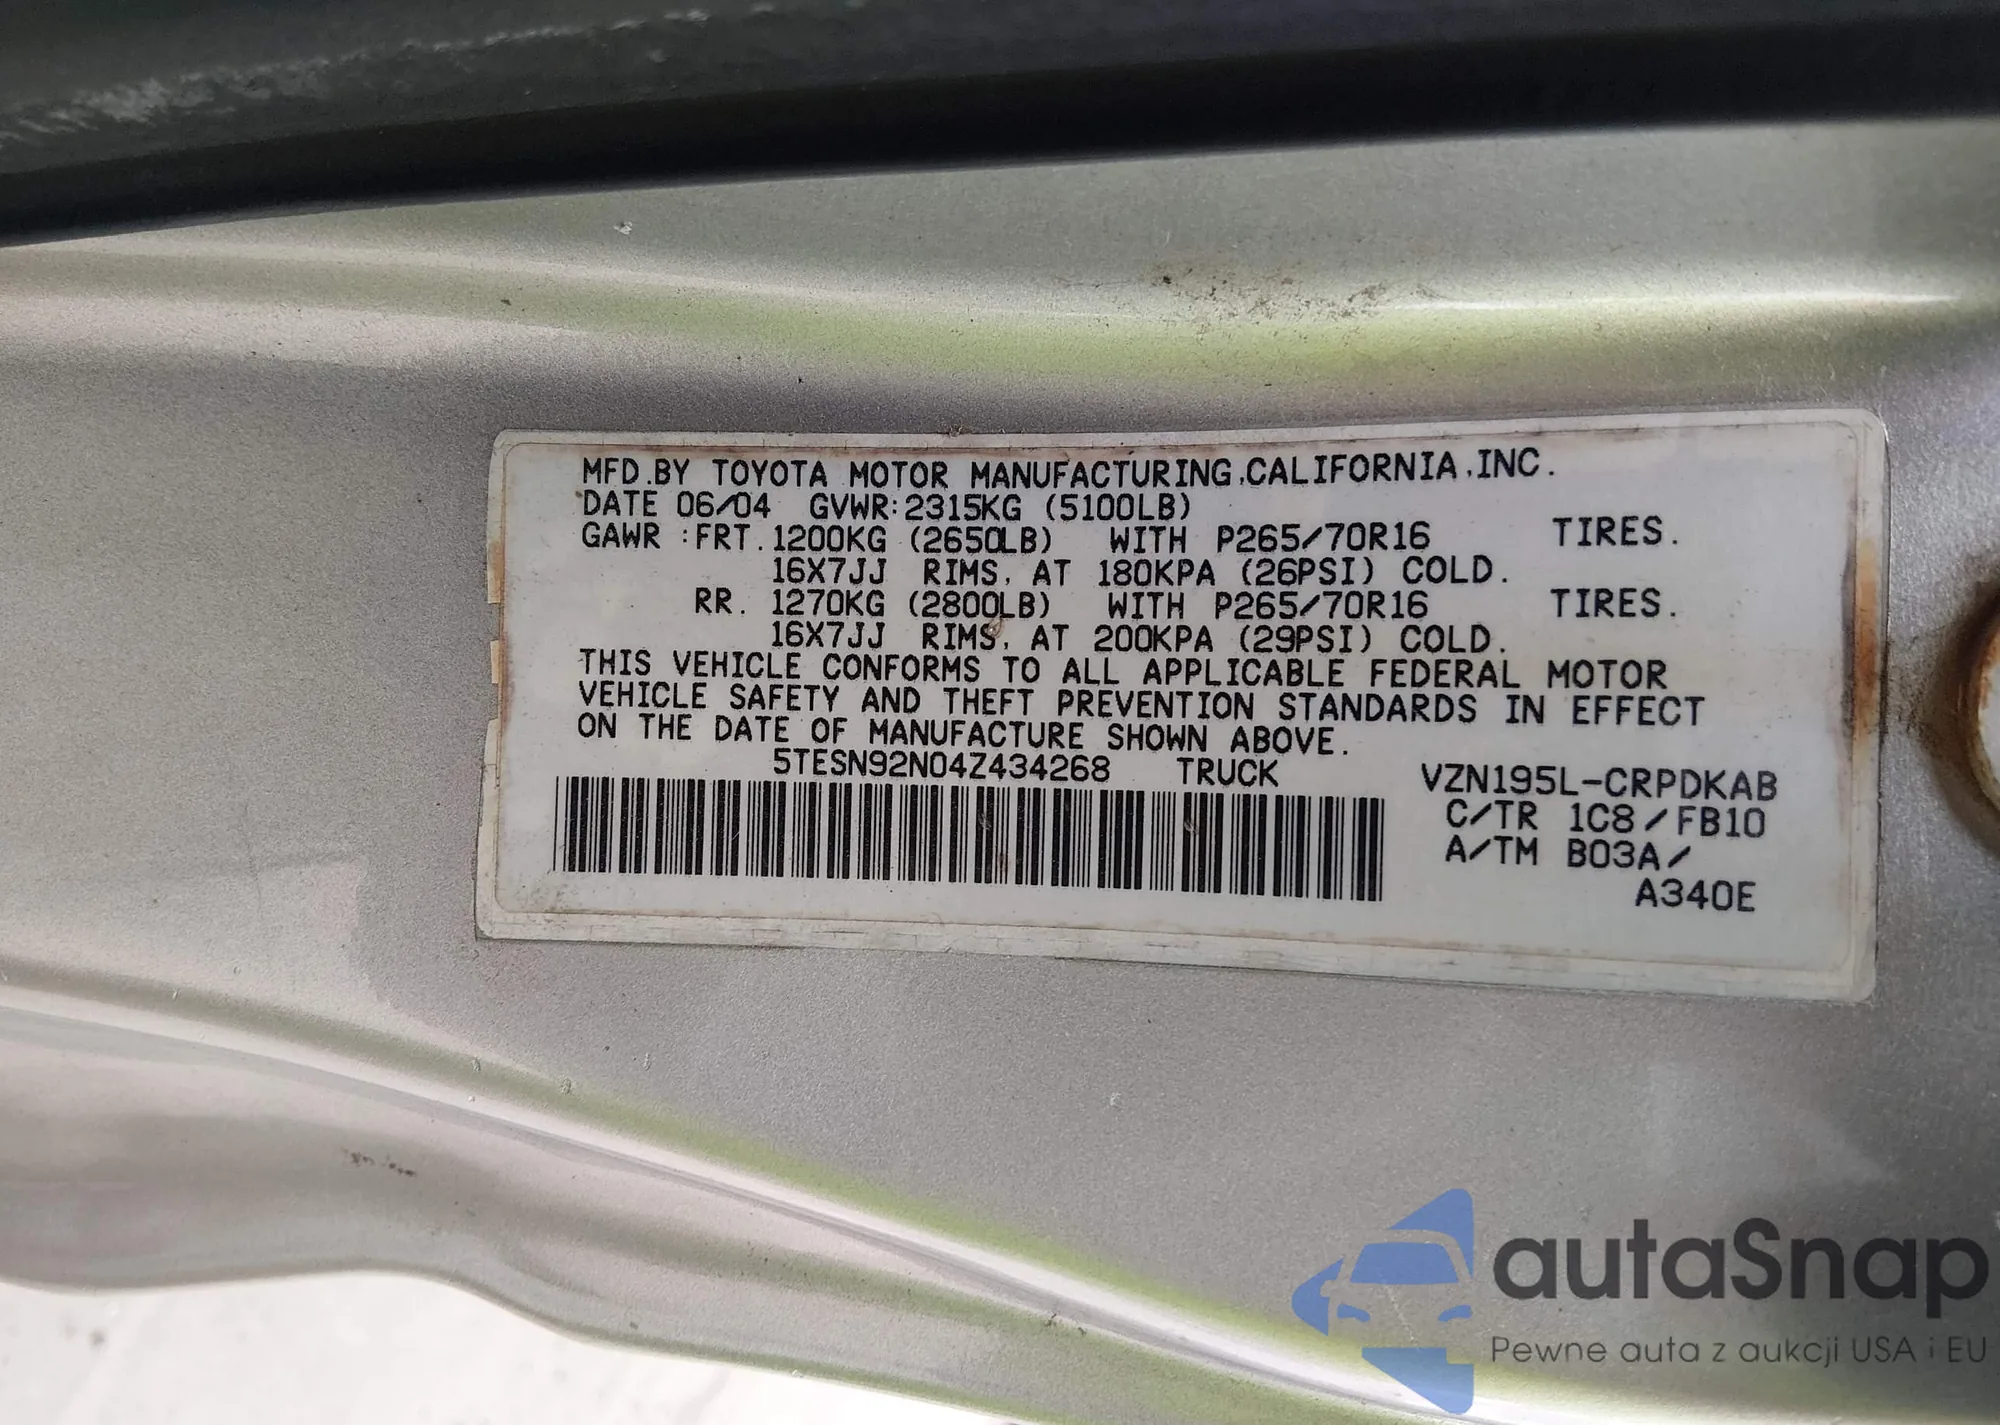 MFD.BY TOYOTA MOTOR MANUFACTURING,CALIFORNIA,INC.
DATE 06/04 GVWR:2315KG (5100LB)
GAWR :FRT.1200KG (2650LB) WITH P265/70R16 TIRES.
16X7JJ RIMS, AT 180KPA (26PSI) COLD.
RR. 1270KG (2800LB) WITH P265/70R16 TIRES.
16X7JJ RIMS, AT 200KPA (29PSI) COLD.
THIS VEHICLE CONFORMS TO ALL APPLICABLE FEDERAL MOTOR
VEHICLE SAFETY AND THEFT PREVENTION STANDARDS IN EFFECT
ON THE DATE OF MANUFACTURE SHOWN ABOVE.
5TESN92N04Z434268 TRUCK VZN195L-CRPDKAB
C/TR 1C8/FB10
A/TM B03A/
A340E
autaSnap
Pewne auta z aukcji USA i EU